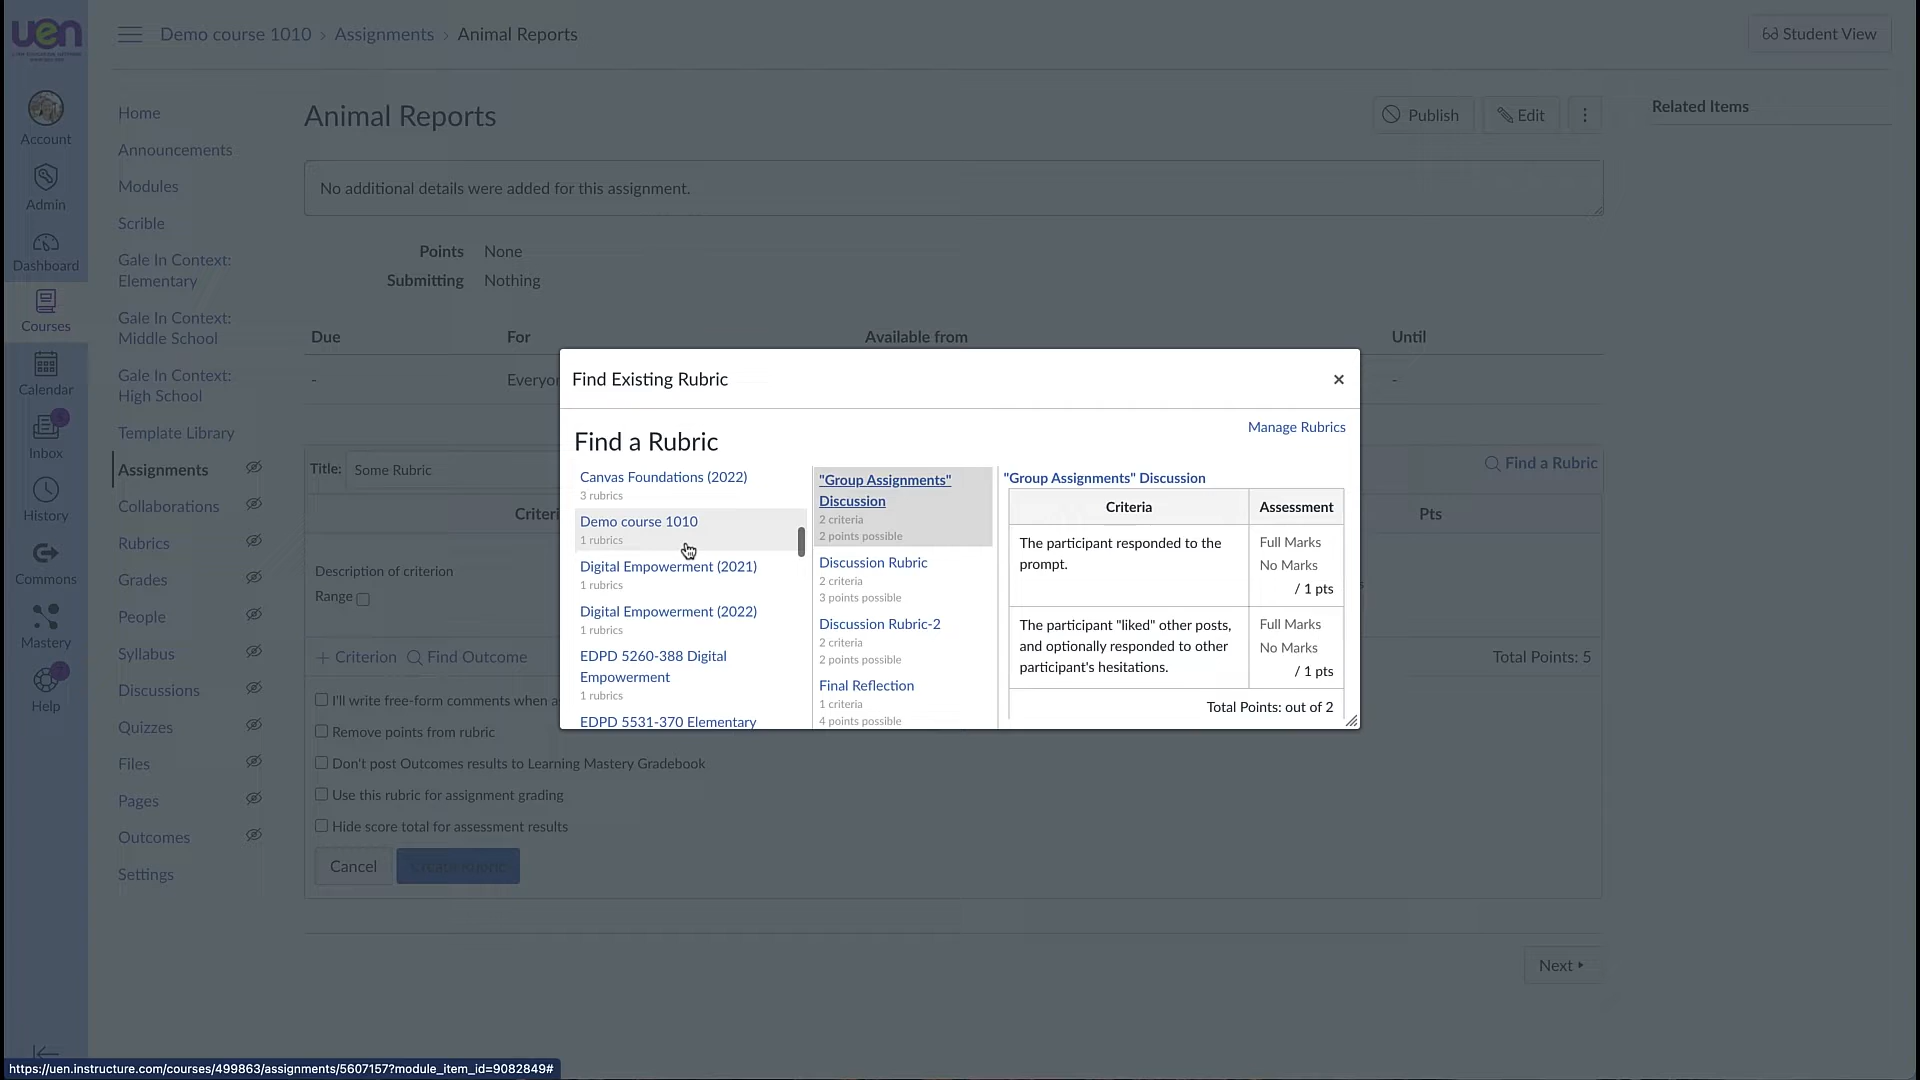 uen
Demo course 1010 › Assignments › Animal Reports
Student View
Account
Admin
Dashboard
Courses
Calendar
Inbox
History
Commons
Mastery
Help
Home
Announcements
Modules
Scrible
Gale In Context:
Elementary
Gale In Context:
Middle School
Gale In Context:
High School
Template Library
Assignments
Collaborations
Rubrics
Grades
People
Syllabus
Discussions
Quizzes
Files
Pages
Outcomes
Settings
Animal Reports
Publish
Edit
Related Items
No additional details were added for this assignment.
Points None
Submitting Nothing
Due For Available from Until
- Everyo -
Title: Some Rubric
Find a Rubric
Criteri Pts
Description of criterion
Range
+ Criterion Find Outcome
Total Points: 5
I'll write free-form comments when a
Remove points from rubric
Don't post Outcomes results to Learning Mastery Gradebook
Use this rubric for assignment grading
Hide score total for assessment results
Cancel Create Rubric
Next
Find Existing Rubric ×
Manage Rubrics
Find a Rubric
Canvas Foundations (2022)
3 rubrics
Demo course 1010
1 rubrics
Digital Empowerment (2021)
1 rubrics
Digital Empowerment (2022)
1 rubrics
EDPD 5260-388 Digital
Empowerment
1 rubrics
EDPD 5531-370 Elementary
"Group Assignments"
Discussion
2 criteria
2 points possible
Discussion Rubric
2 criteria
3 points possible
Discussion Rubric-2
2 criteria
2 points possible
Final Reflection
1 criteria
4 points possible
"Group Assignments" Discussion
Criteria Assessment
The participant responded to the
prompt.
Full Marks
No Marks
/ 1 pts
The participant "liked" other posts,
and optionally responded to other
participant's hesitations.
Full Marks
No Marks
/ 1 pts
Total Points: out of 2
https://uen.instructure.com/courses/499863/assignments/5607157?module_item_id=9082849#